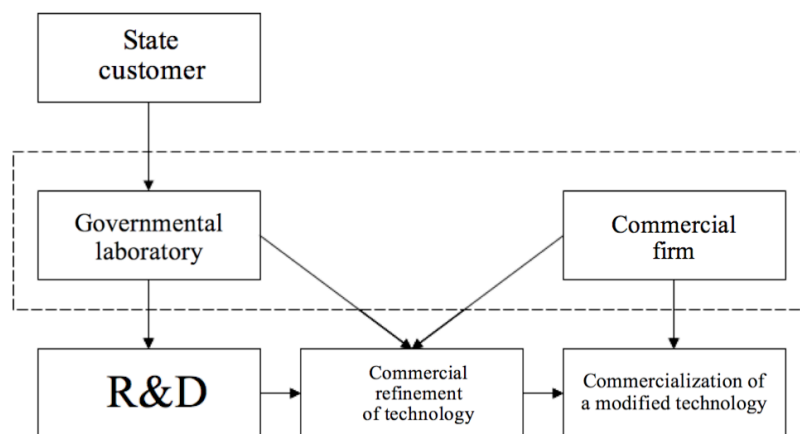 State
customer
Governmental
laboratory
Commercial
firm
R&D
Commercial
refinement
of technology
Commercialization of
a modified technology